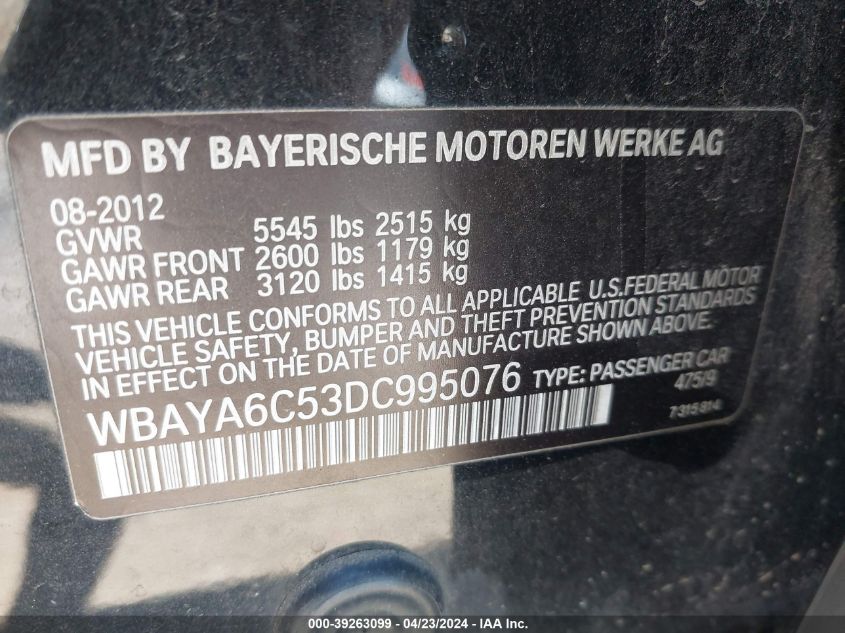 MFD BY BAYERISCHE MOTOREN WERKE AG
08-2012
GVWR 5545 lbs 2515 kg
GAWR FRONT 2600 lbs 1179 kg
GAWR REAR 3120 lbs 1415 kg
THIS VEHICLE CONFORMS TO ALL APPLICABLE U.S.FEDERAL MOTOR
VEHICLE SAFETY, BUMPER AND THEFT PREVENTION STANDARDS
IN EFFECT ON THE DATE OF MANUFACTURE SHOWN ABOVE.
WBAYA6C53DC995076 TYPE: PASSENGER CAR
475/9
7315814
000-39263099 - 04/23/2024 - IAA Inc.